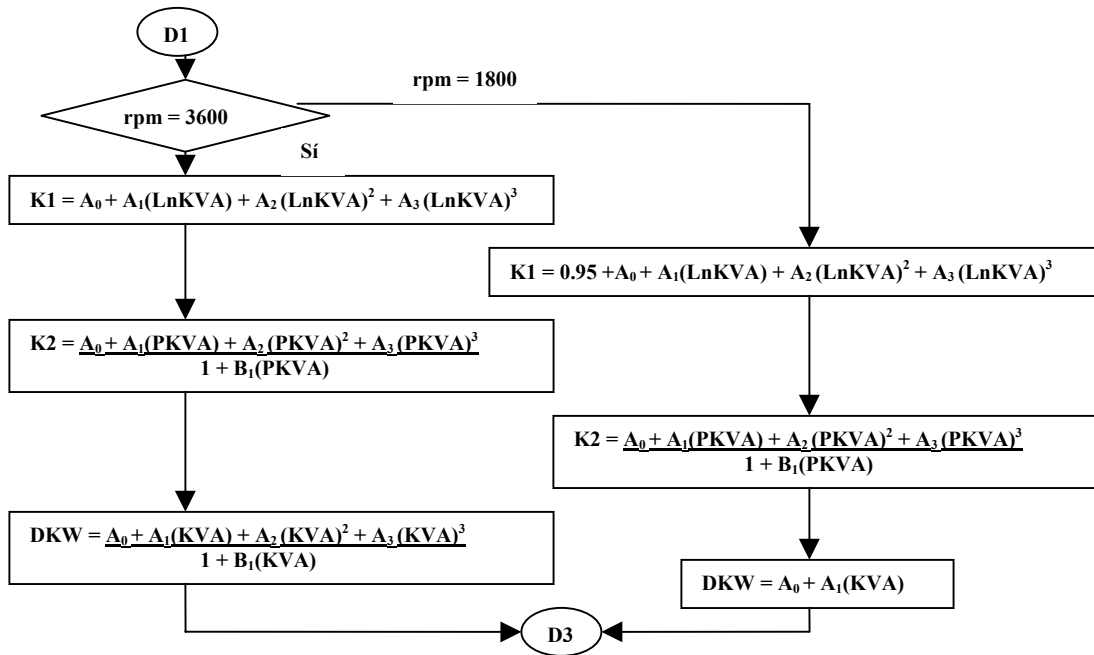 D1
rpm = 3600
rpm = 1800
Sí
K1 = A₀ + A₁(LnKVA) + A₂ (LnKVA)² + A₃ (LnKVA)³
K2 = A₀ + A₁(PKVA) + A₂ (PKVA)² + A₃ (PKVA)³
1 + B₁(PKVA)
DKW = A₀ + A₁(KVA) + A₂ (KVA)² + A₃ (KVA)³
1 + B₁(KVA)
K1 = 0.95 +A₀ + A₁(LnKVA) + A₂ (LnKVA)² + A₃ (LnKVA)³
K2 = A₀ + A₁(PKVA) + A₂ (PKVA)² + A₃ (PKVA)³
1 + B₁(PKVA)
DKW = A₀ + A₁(KVA)
D3